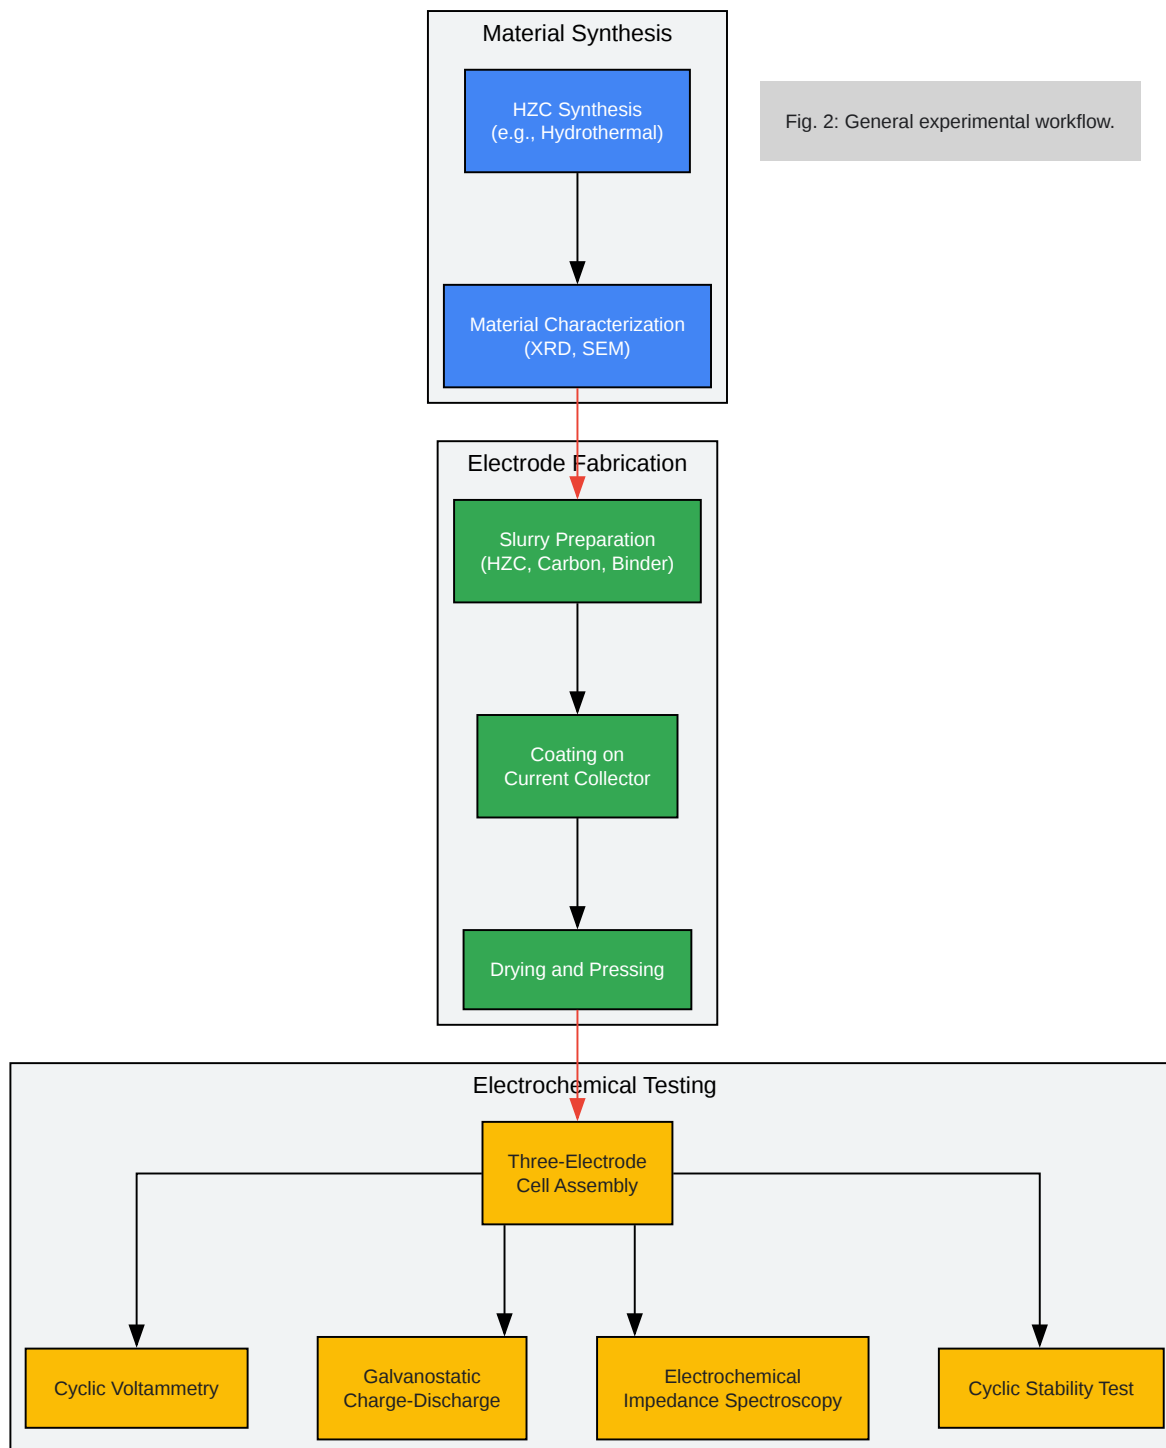 Material Synthesis
HZC Synthesis
(e.g., Hydrothermal)
Fig. 2: General experimental workflow.
Material Characterization
(XRD, SEM)
Electrode Fabrication
Slurry Preparation
(HZC, Carbon, Binder)
Coating on
Current Collector
Drying and Pressing
Electrochemical Testing
Three-Electrode
Cell Assembly
Cyclic Voltammetry
Galvanostatic
Charge-Discharge
Electrochemical
Impedance Spectroscopy
Cyclic Stability Test